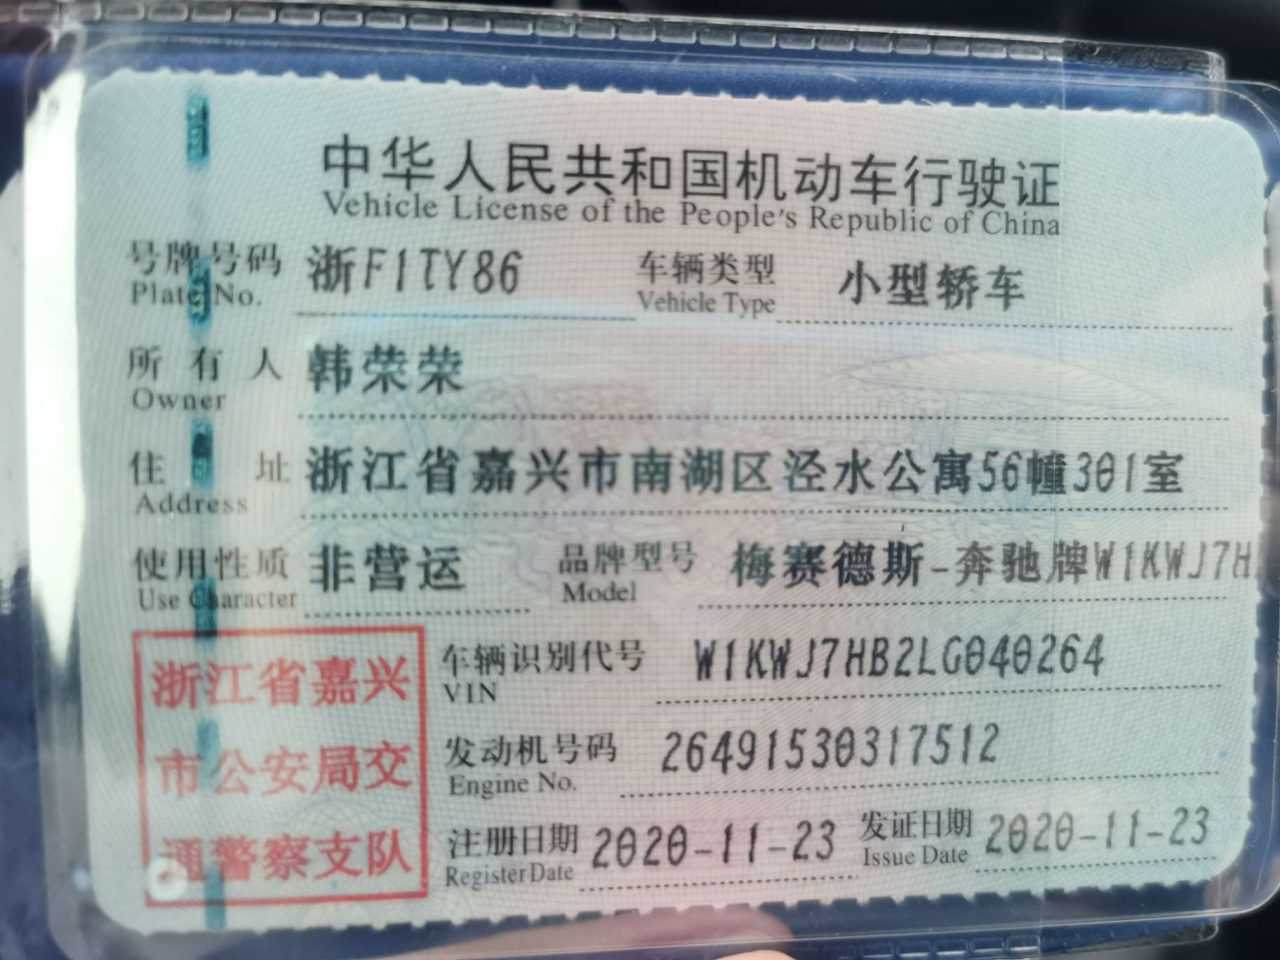 中华人民共和国机动车行驶证
Vehicle License of the People's Republic of China
号牌号码 浙F1TY86 车辆类型 小型轿车
Plate No. Vehicle Type
所有人 韩荣荣
Owner
住址 浙江省嘉兴市南湖区泾水公寓56幢301室
Address
使用性质 非营运 品牌型号 梅赛德斯-奔驰牌W1KWJ7H
Use Character Model
浙江省嘉兴
市公安局交
通警察支队
车辆识别代号 W1KWJ7HB2LG040264
VIN
发动机号码 26491530317512
Engine No.
注册日期 2020-11-23 发证日期 2020-11-23
Register Date Issue Date